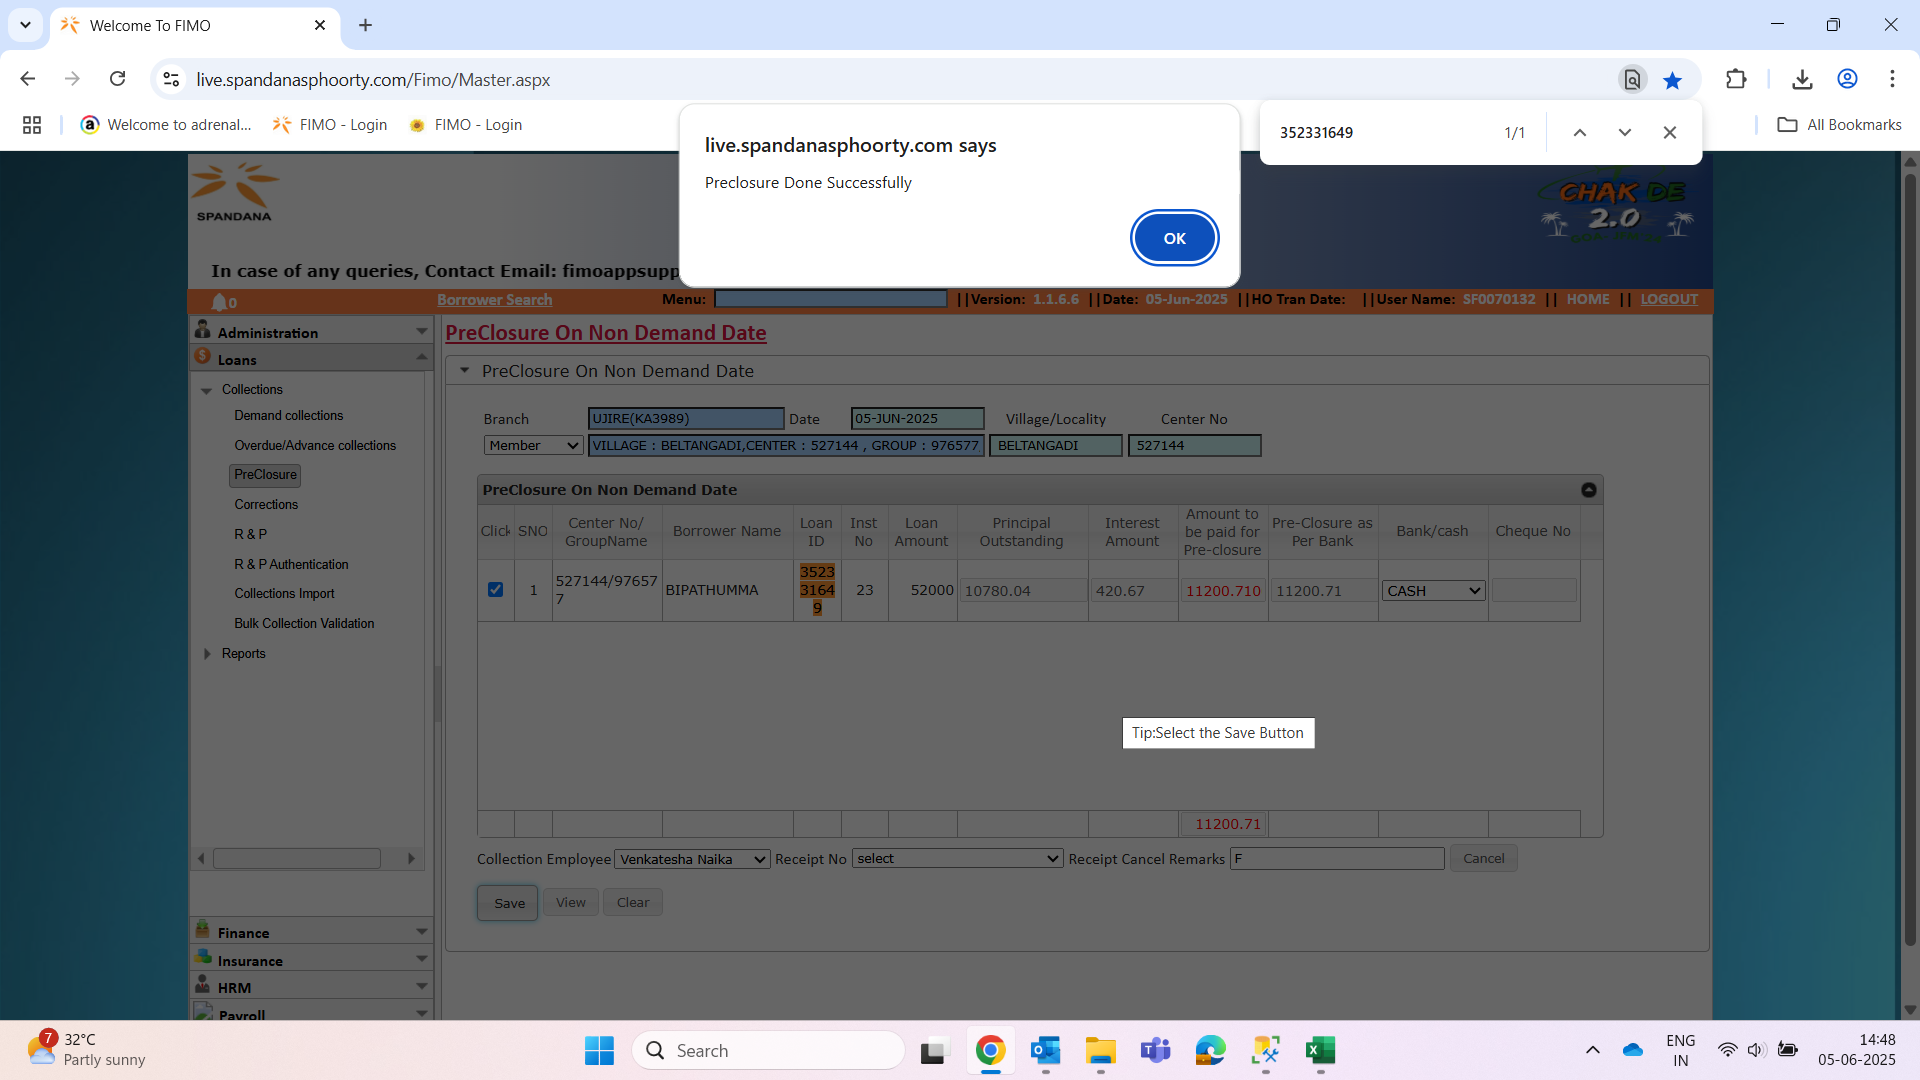 Welcome To FIMO
live.spandanasphoorty.com/Fimo/Master.aspx
Welcome to adrenal...
FIMO - Login
FIMO - Login
All Bookmarks
352331649
1/1
live.spandanasphoorty.com says
Preclosure Done Successfully
OK
SPANDANA
CHAK DE
2.0
In case of any queries, Contact Email: fimoappsupp
0
Borrower Search
Menu:
||Version: 1.1.6.6 ||Date: 05-Jun-2025 ||HO Tran Date: ||User Name: SF0070132 || HOME || LOGOUT
Administration
Loans
Collections
Demand collections
Overdue/Advance collections
PreClosure
Corrections
R & P
R & P Authentication
Collections Import
Bulk Collection Validation
Reports
Finance
Insurance
HRM
Payroll
PreClosure On Non Demand Date
PreClosure On Non Demand Date
Branch
UJIRE(KA3989)
Date
05-JUN-2025
Village/Locality
Center No
Member
VILLAGE : BELTANGADI,CENTER : 527144 , GROUP : 976577
BELTANGADI
527144
PreClosure On Non Demand Date
Click
SNO
Center No/
GroupName
Borrower Name
Loan
ID
Inst
No
Loan
Amount
Principal
Outstanding
Interest
Amount
Amount to
be paid for
Pre-closure
Pre-Closure as
Per Bank
Bank/cash
Cheque No
1
527144/97657
7
BIPATHUMMA
3523
3164
9
23
52000
10780.04
420.67
11200.710
11200.71
CASH
Tip:Select the Save Button
11200.71
Collection Employee
Venkatesha Naika
Receipt No
select
Receipt Cancel Remarks
F
Cancel
Save
View
Clear
7
32°C
Partly sunny
Search
ENG
IN
14:48
05-06-2025